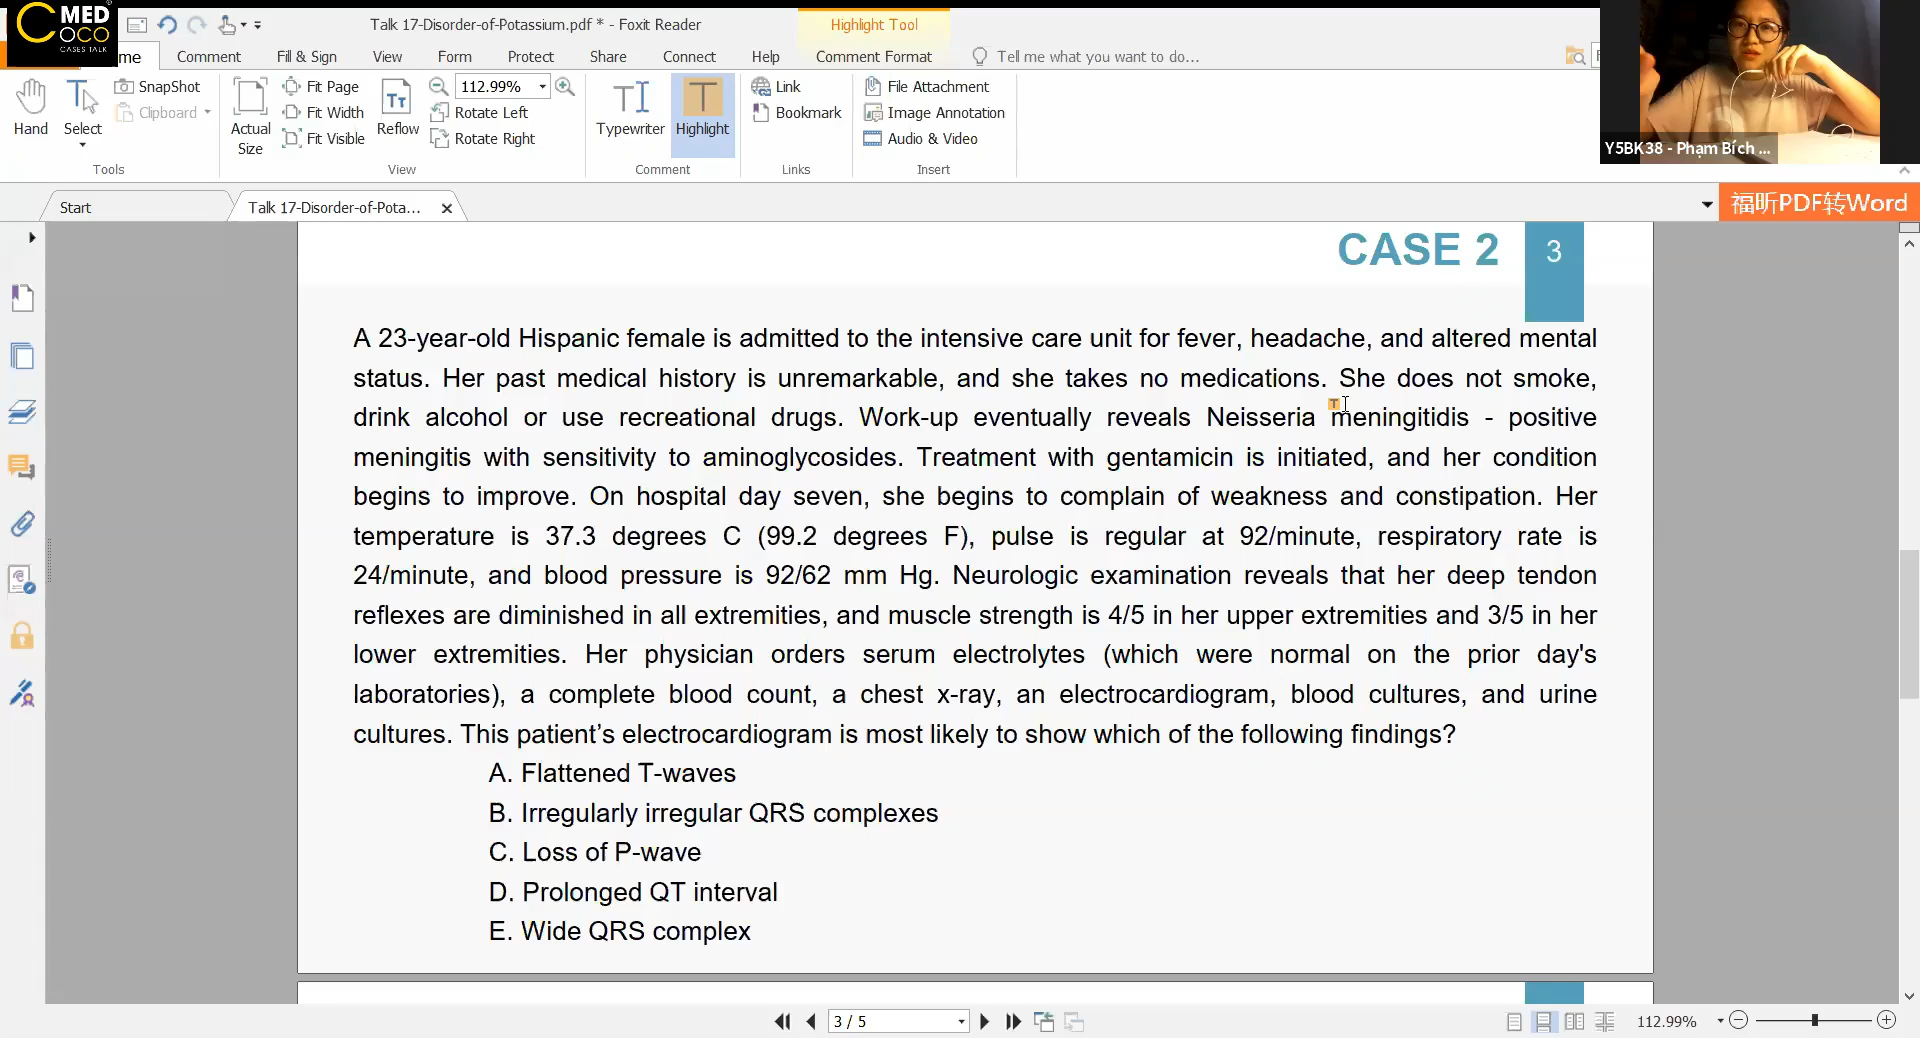 MED
COCO
CASES TALK
Talk 17-Disorder-of-Potassium.pdf * - Foxit Reader
Highlight Tool
me
Comment
Fill & Sign
View
Form
Protect
Share
Connect
Help
Comment Format
Tell me what you want to do...
Hand
Select
SnapShot
Clipboard
Actual
Size
Fit Page
Fit Width
Fit Visible
Reflow
112.99%
Rotate Left
Rotate Right
Typewriter
Highlight
Link
Bookmark
File Attachment
Image Annotation
Audio & Video
Tools
View
Comment
Links
Insert
Y5BK38 - Phạm Bích ...
Start
Talk 17-Disorder-of-Pota...
福昕PDF转Word
CASE 2
3
A 23-year-old Hispanic female is admitted to the intensive care unit for fever, headache, and altered mental
status. Her past medical history is unremarkable, and she takes no medications. She does not smoke,
drink alcohol or use recreational drugs. Work-up eventually reveals Neisseria meningitidis - positive
meningitis with sensitivity to aminoglycosides. Treatment with gentamicin is initiated, and her condition
begins to improve. On hospital day seven, she begins to complain of weakness and constipation. Her
temperature is 37.3 degrees C (99.2 degrees F), pulse is regular at 92/minute, respiratory rate is
24/minute, and blood pressure is 92/62 mm Hg. Neurologic examination reveals that her deep tendon
reflexes are diminished in all extremities, and muscle strength is 4/5 in her upper extremities and 3/5 in her
lower extremities. Her physician orders serum electrolytes (which were normal on the prior day's
laboratories), a complete blood count, a chest x-ray, an electrocardiogram, blood cultures, and urine
cultures. This patient’s electrocardiogram is most likely to show which of the following findings?
A. Flattened T-waves
B. Irregularly irregular QRS complexes
C. Loss of P-wave
D. Prolonged QT interval
E. Wide QRS complex
3 / 5
112.99%